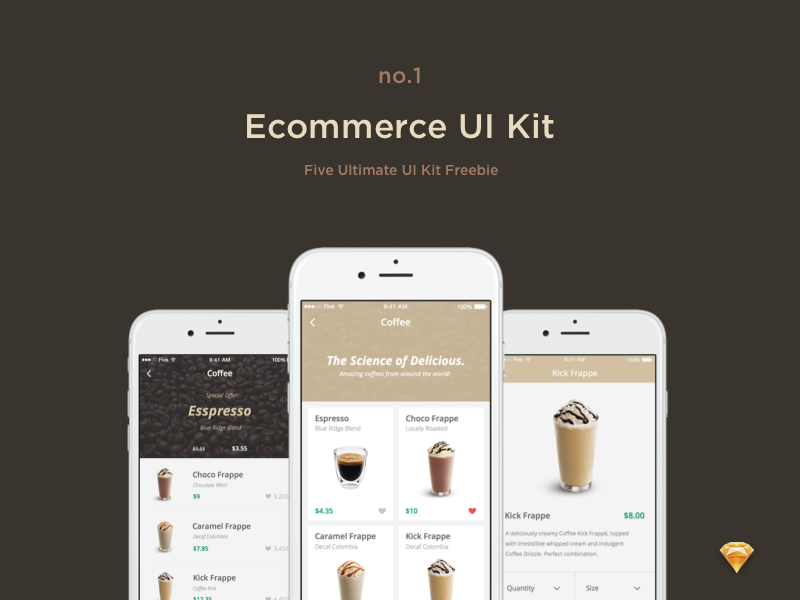 no.1
Ecommerce UI Kit
Five Ultimate UI Kit Freebie
Five 9:41 AM 100%
Coffee
Special Offer
Esspresso
Blue Ridge Blend
$5.55 $3.55
Choco Frappe
Chocolate Whirl
$9 3,200
Caramel Frappe
Decaf Colombia
$7.85
Kick Frappe
Coffee Kick
$12.35
Five 9:41 AM 100%
Coffee
The Science of Delicious.
Amazing coffees from around the world!
Espresso
Blue Ridge Blend
$4.35
Choco Frappe
Locally Roasted
$10
Caramel Frappe
Decaf Colombia
Kick Frappe
Decaf Colombia
Five 9:41 AM 100%
Kick Frappe
Kick Frappe $8.00
A deliciously creamy Coffee Kick Frappé, topped
with irresistible whipped cream and indulgent
Coffee Drizzle. Perfect combination.
Quantity Size